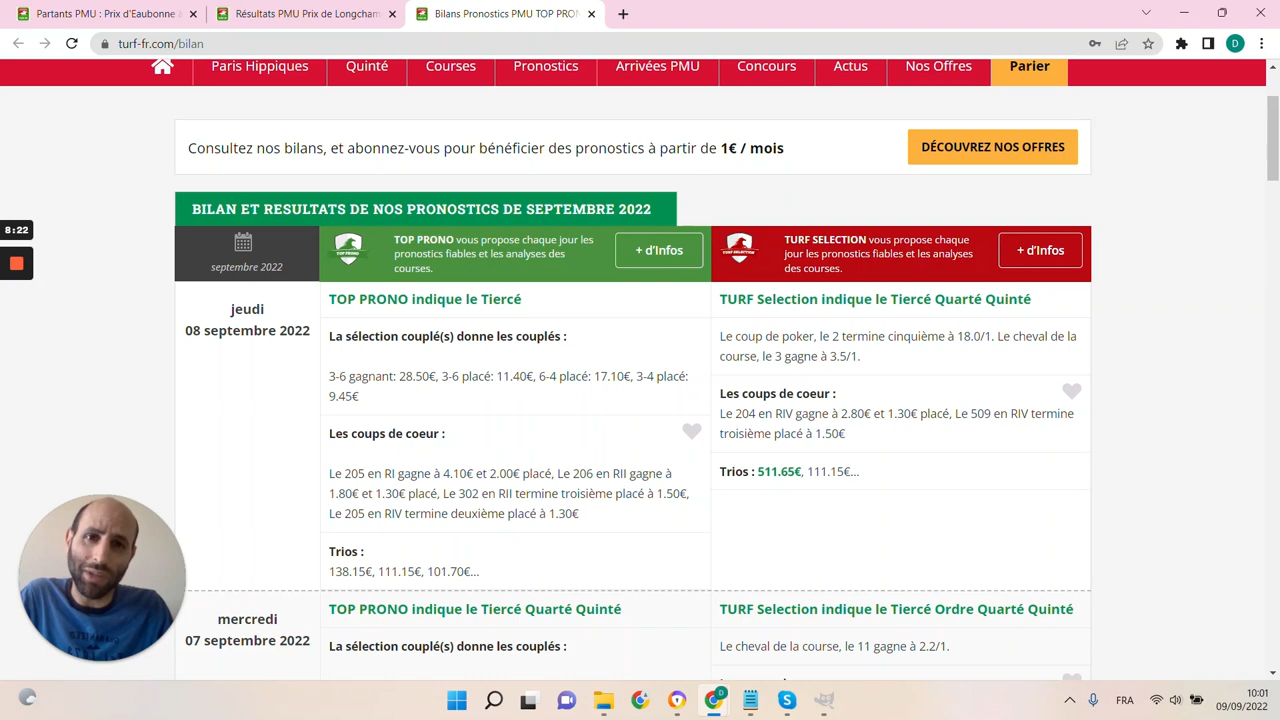 Partants PMU : Prix d'Eaubonne
Résultats PMU Prix de Longcham
Bilans Pronostics PMU TOP PRON
turf-fr.com/bilan
D
Paris Hippiques
Quinté
Courses
Pronostics
Arrivées PMU
Concours
Actus
Nos Offres
Parier
Consultez nos bilans, et abonnez-vous pour bénéficier des pronostics à partir de 1€ / mois
DÉCOUVREZ NOS OFFRES
BILAN ET RESULTATS DE NOS PRONOSTICS DE SEPTEMBRE 2022
8:22
septembre 2022
TOP PRONO
TOP PRONO vous propose chaque jour les
pronostics fiables et les analyses des
courses.
+ d'Infos
TURF SELECTION
TURF SELECTION vous propose chaque
jour les pronostics fiables et les analyses
des courses.
+ d'Infos
jeudi
08 septembre 2022
TOP PRONO indique le Tiercé
La sélection couplé(s) donne les couplés :
3-6 gagnant: 28.50€, 3-6 placé: 11.40€, 6-4 placé: 17.10€, 3-4 placé:
9.45€
Les coups de coeur :
Le 205 en RI gagne à 4.10€ et 2.00€ placé, Le 206 en RII gagne à
1.80€ et 1.30€ placé, Le 302 en RII termine troisième placé à 1.50€,
Le 205 en RIV termine deuxième placé à 1.30€
Trios :
138.15€, 111.15€, 101.70€...
TURF Selection indique le Tiercé Quarté Quinté
Le coup de poker, le 2 termine cinquième à 18.0/1. Le cheval de la
course, le 3 gagne à 3.5/1.
Les coups de coeur :
Le 204 en RIV gagne à 2.80€ et 1.30€ placé, Le 509 en RIV termine
troisième placé à 1.50€
Trios : 511.65€, 111.15€...
mercredi
07 septembre 2022
TOP PRONO indique le Tiercé Quarté Quinté
La sélection couplé(s) donne les couplés :
TURF Selection indique le Tiercé Ordre Quarté Quinté
Le cheval de la course, le 11 gagne à 2.2/1.
FRA
10:01
09/09/2022